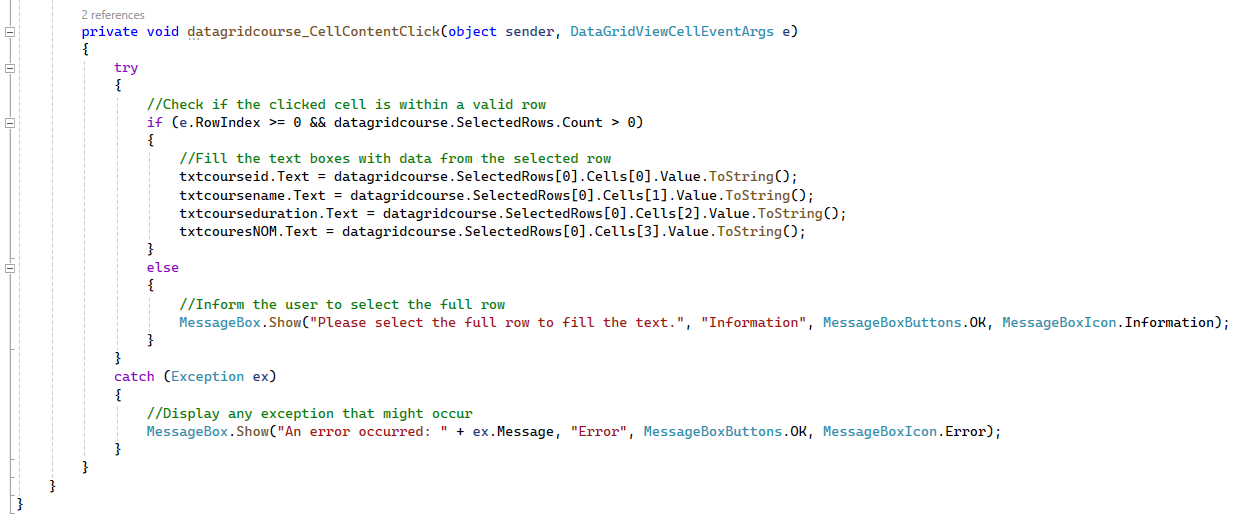 2 references
private void datagridcourse_CellContentClick(object sender, DataGridViewCellEventArgs e)
{
try
{
//Check if the clicked cell is within a valid row
if (e.RowIndex >= 0 && datagridcourse.SelectedRows.Count > 0)
{
//Fill the text boxes with data from the selected row
txtcourseid.Text = datagridcourse.SelectedRows[0].Cells[0].Value.ToString();
txtcoursename.Text = datagridcourse.SelectedRows[0].Cells[1].Value.ToString();
txtcourseduration.Text = datagridcourse.SelectedRows[0].Cells[2].Value.ToString();
txtcouresNOM.Text = datagridcourse.SelectedRows[0].Cells[3].Value.ToString();
}
else
{
//Inform the user to select the full row
MessageBox.Show("Please select the full row to fill the text.", "Information", MessageBoxButtons.OK, MessageBoxIcon.Information);
}
}
catch (Exception ex)
{
//Display any exception that might occur
MessageBox.Show("An error occurred: " + ex.Message, "Error", MessageBoxButtons.OK, MessageBoxIcon.Error);
}
}
}
}